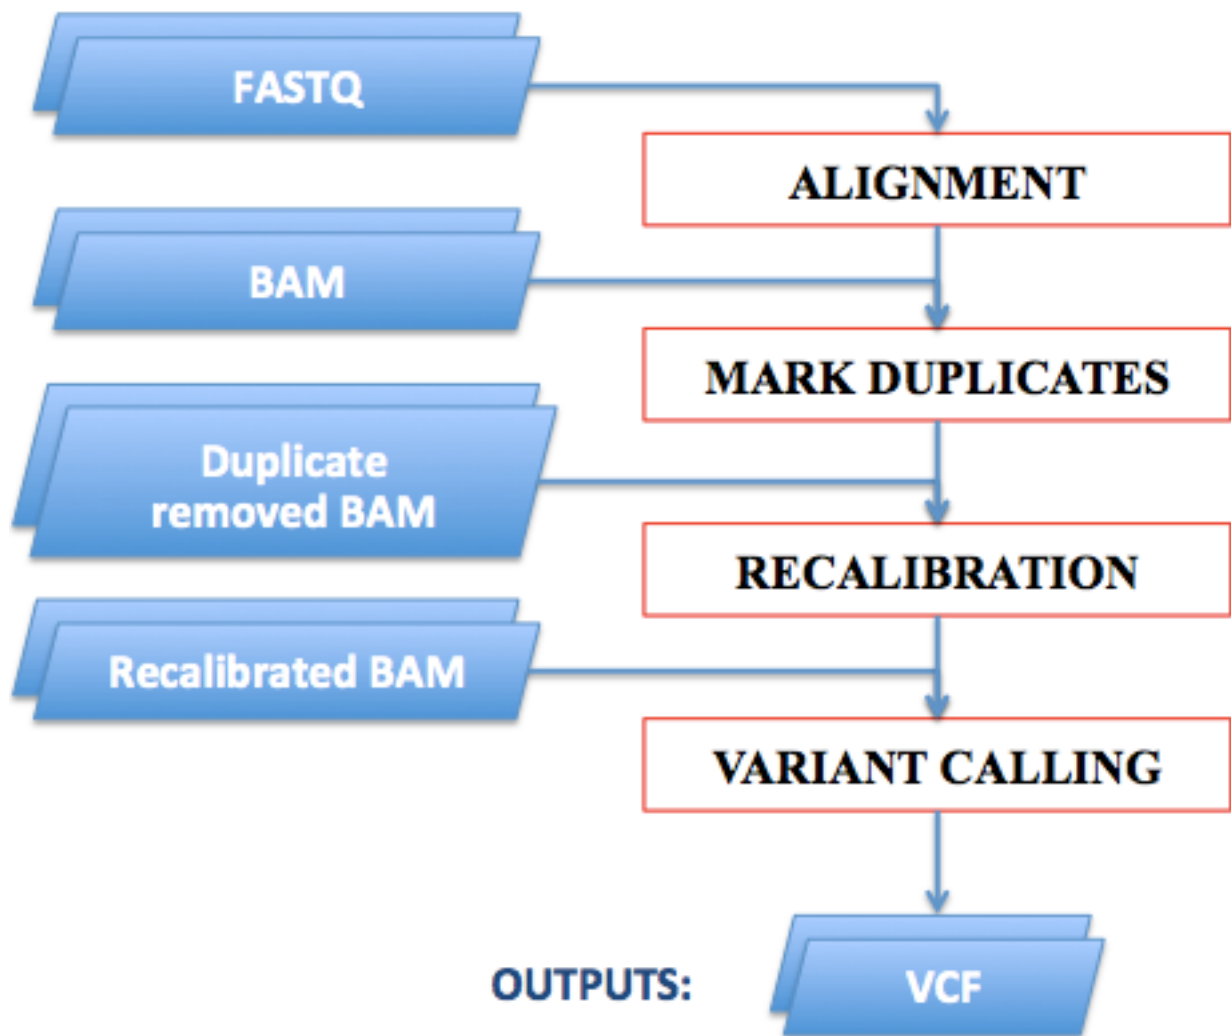 FASTQ
ALIGNMENT
BAM
MARK DUPLICATES
Duplicate
removed BAM
RECALIBRATION
Recalibrated BAM
VARIANT CALLING
OUTPUTS:
VCF